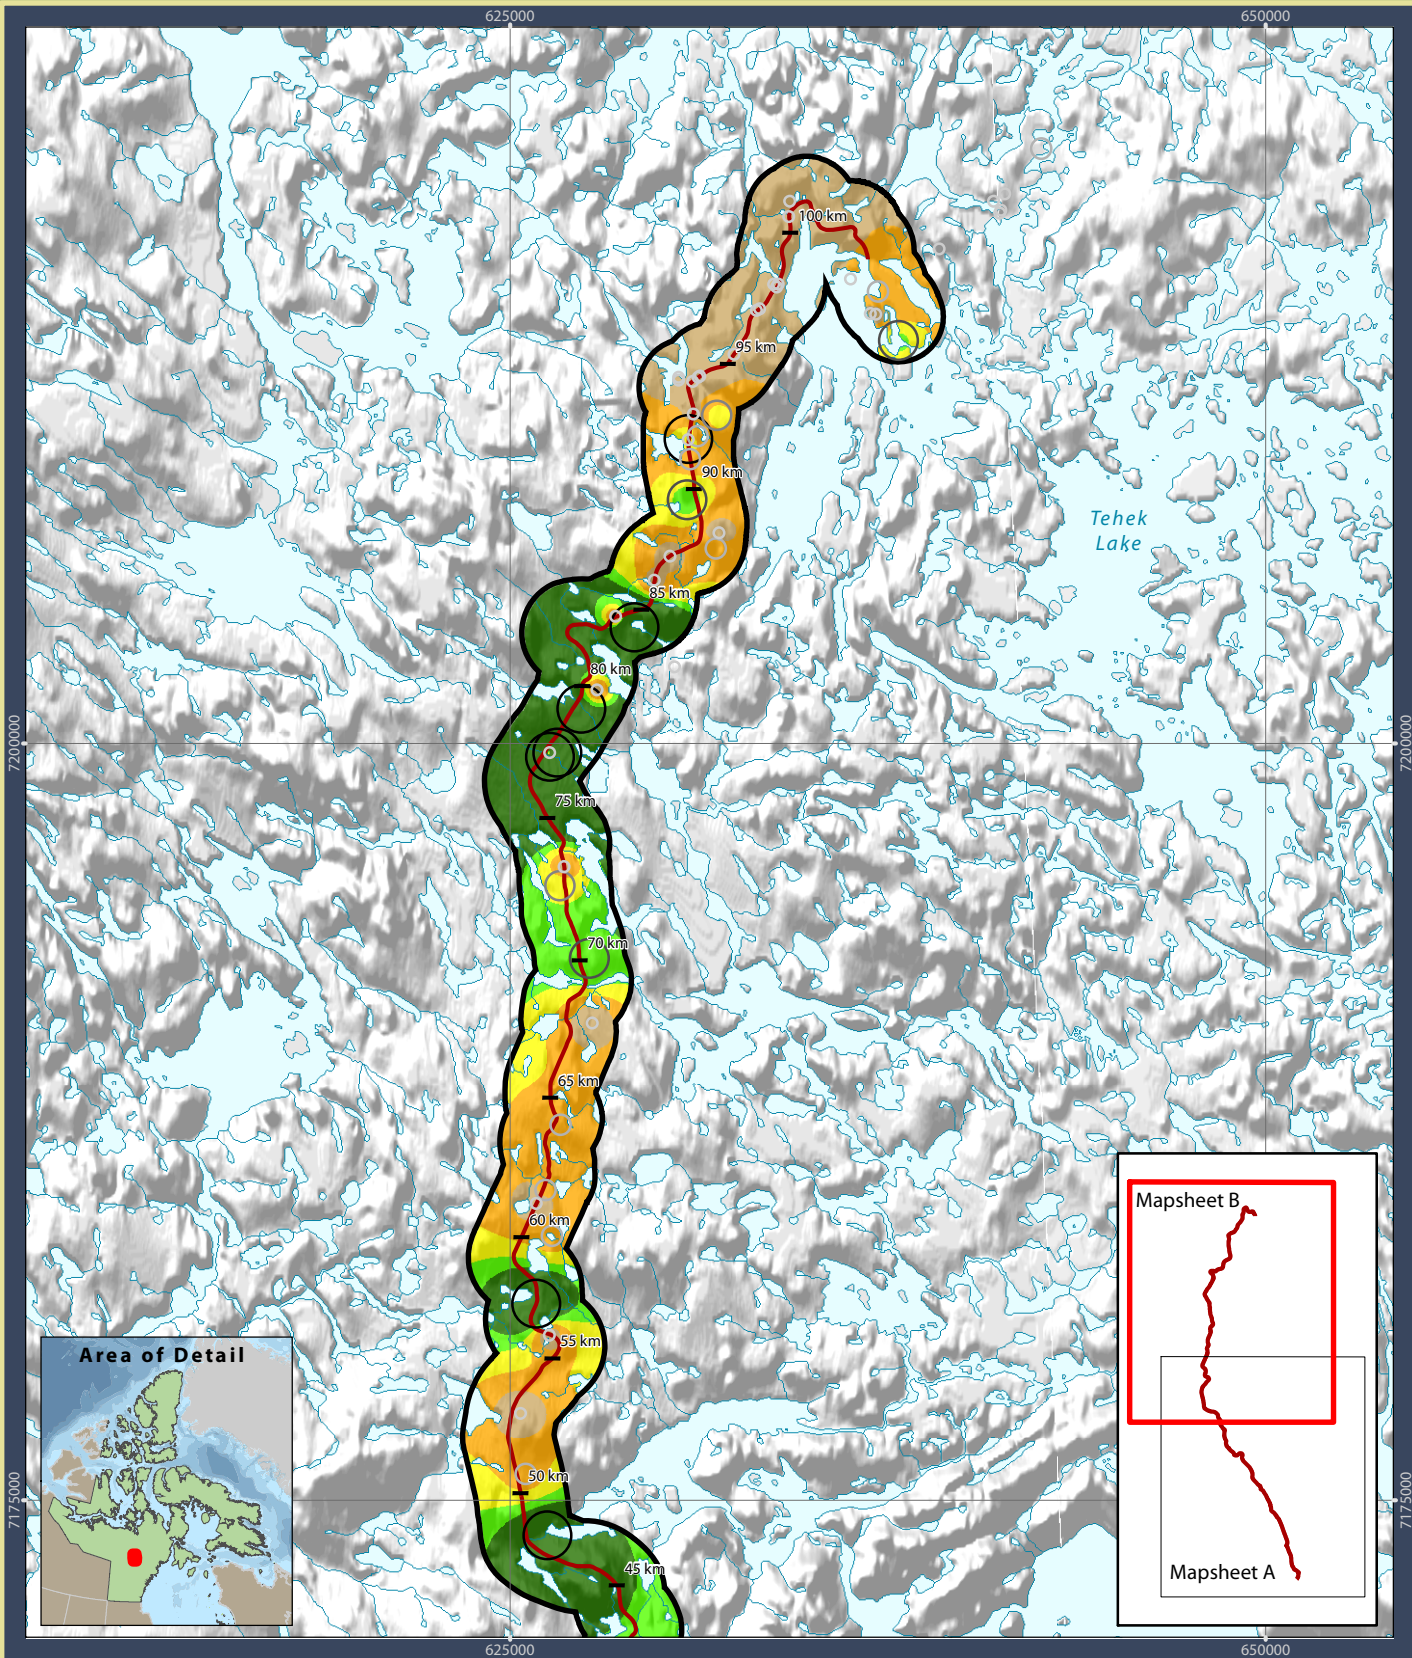 625000
650000
100 km
95 km
90 km
Tehek
Lake
85 km
80 km
7200000
7200000
75 km
70 km
65 km
60 km
55 km
50 km
45 km
7175000
7175000
Mapsheet B
Mapsheet A
Area of Detail
625000
650000